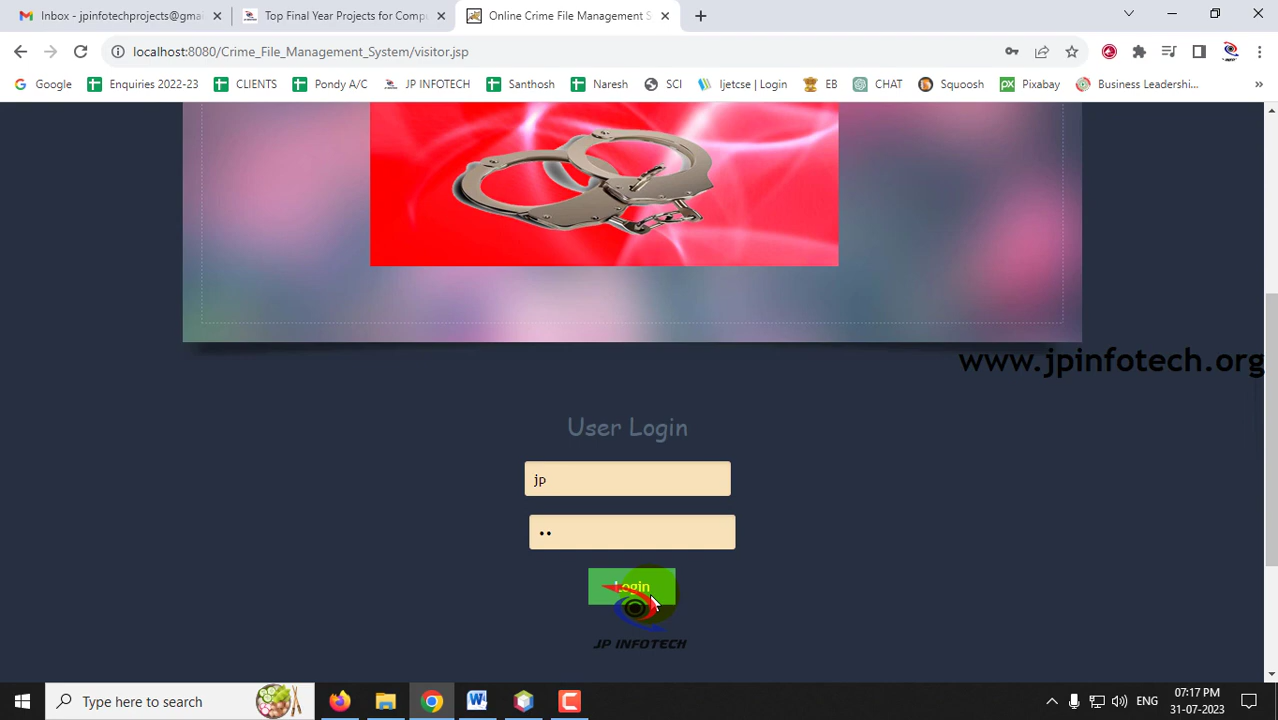 Inbox - jpinfotechprojects@gma
Top Final Year Projects for Comp
Online Crime File Management S
localhost:8080/Crime_File_Management_System/visitor.jsp
Google
Enquiries 2022-23
CLIENTS
Pondy A/C
JP INFOTECH
Santhosh
Naresh
SCI
Ijetcse | Login
EB
CHAT
Squoosh
Pixabay
Business Leadershi...
»
www.jpinfotech.org
User Login
jp
••
Login
JP INFOTECH
Type here to search
ENG
07:17 PM
31-07-2023